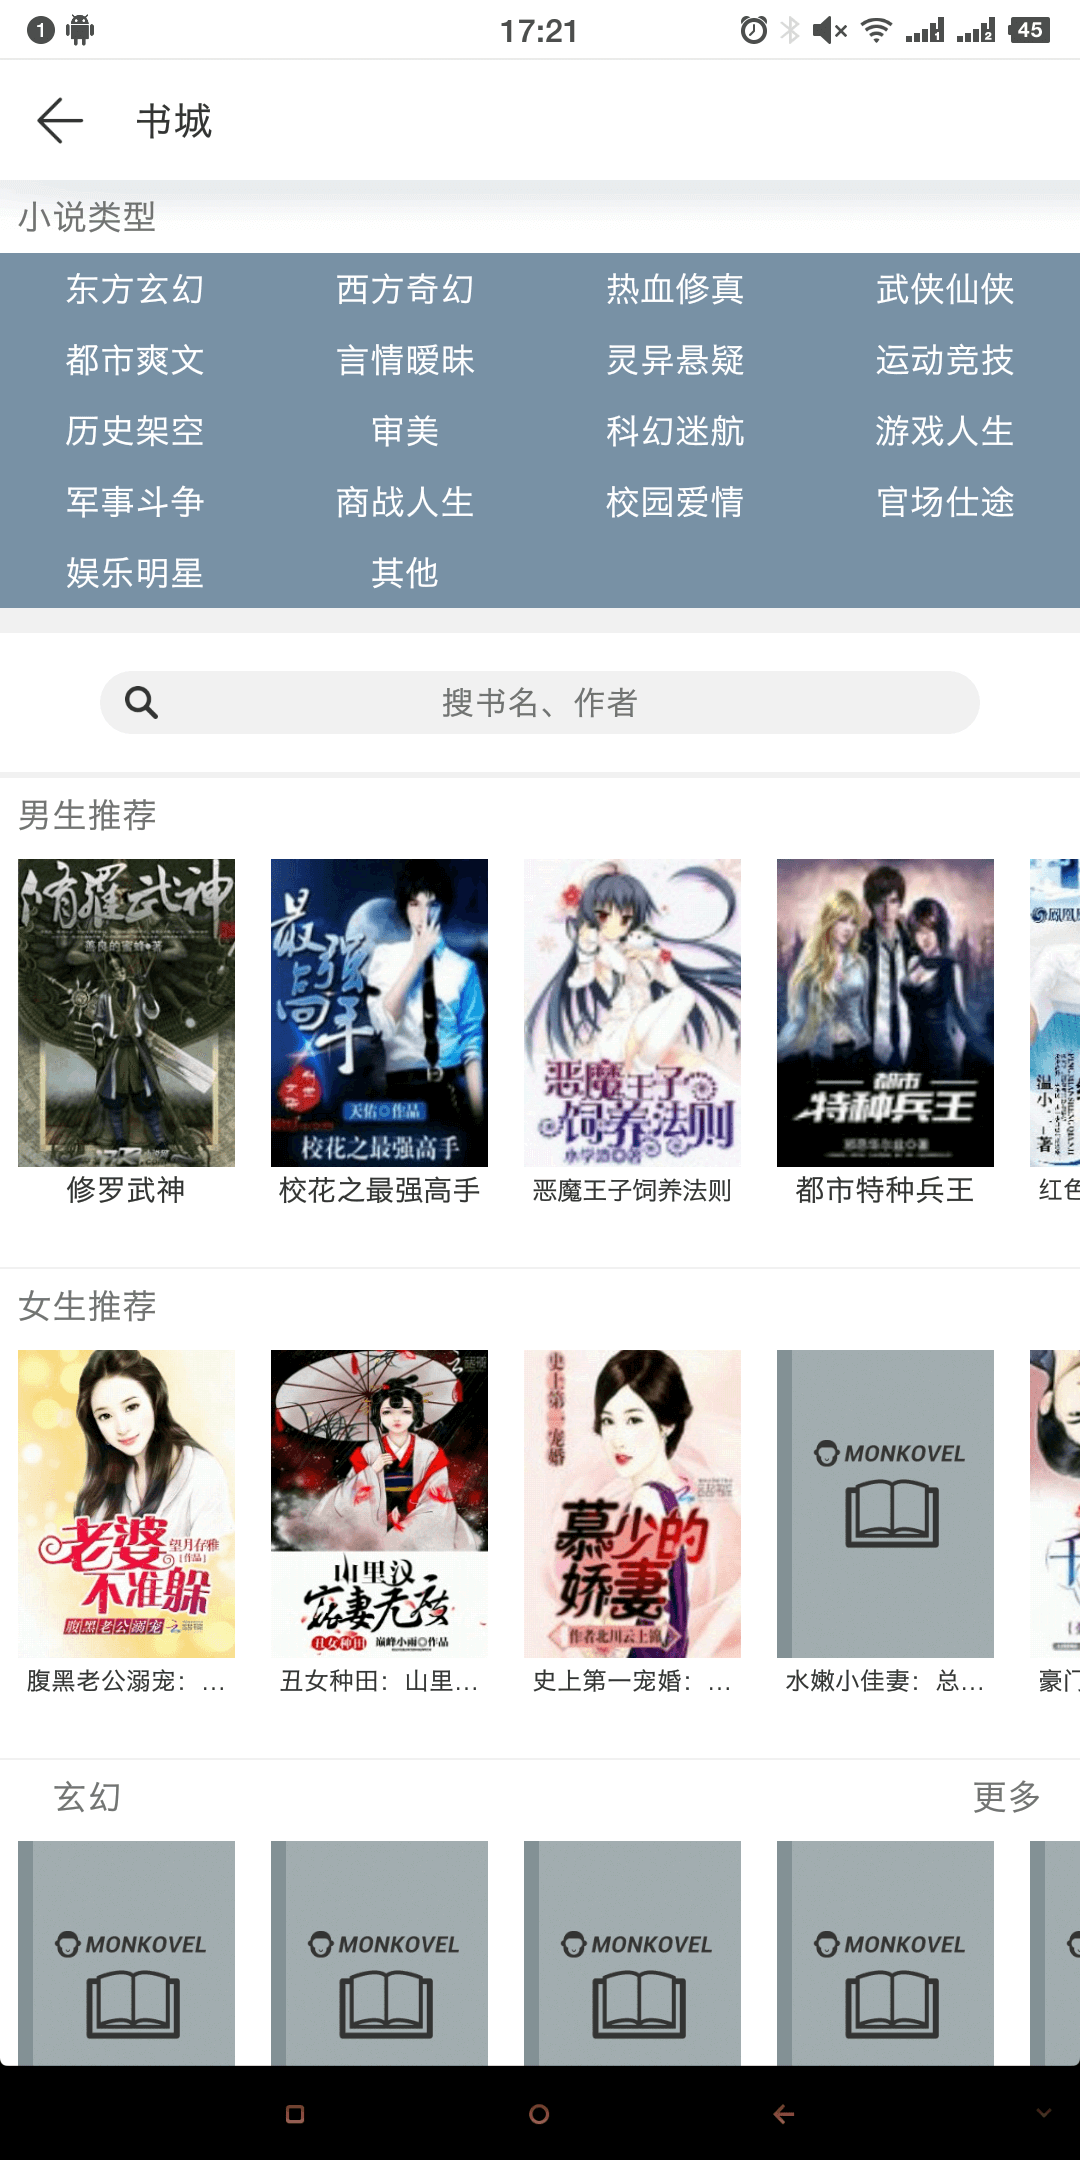 1 17:21 1 2 45
书城
小说类型
东方玄幻 西方奇幻 热血修真 武侠仙侠
都市爽文 言情暧昧 灵异悬疑 运动竞技
历史架空 审美 科幻迷航 游戏人生
军事斗争 商战人生 校园爱情 官场仕途
娱乐明星 其他
搜书名、作者
男生推荐
修羅武神
善良的蜜蜂·著
最强高手
天佑◎作品
校花之最强高手
恶魔王子
饲养法则
都市
特种兵王
鳳凰
温小二著
修罗武神 校花之最强高手 恶魔王子饲养法则 都市特种兵王 红色
女生推荐
老婆
不准躲
望月存雅
[作品]
腹黑老公溺宠
山里汉
宠妻无度
丑女种田 巅峰小雨◎作品
史上第一宠婚
慕少的
娇妻
作者北川云上锦
MONKOVEL
腹黑老公溺宠：… 丑女种田：山里… 史上第一宠婚：… 水嫩小佳妻：总… 豪门
玄幻 更多
MONKOVEL MONKOVEL MONKOVEL MONKOVEL